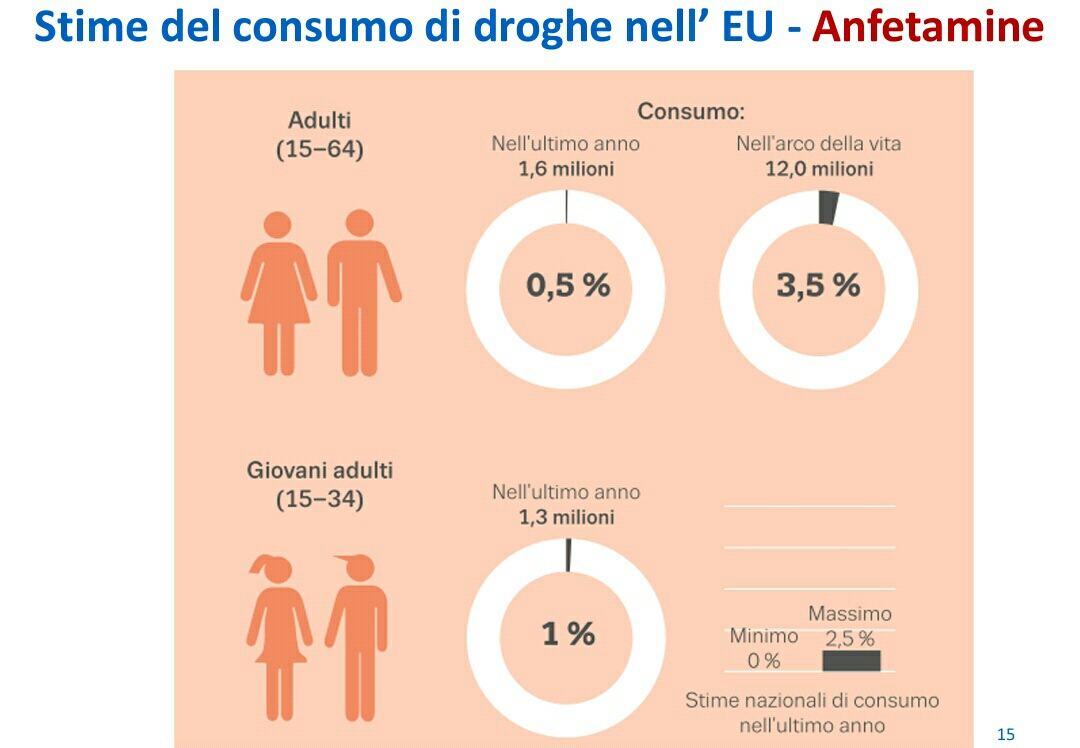 Stime del consumo di droghe nell’ EU - Anfetamine
Adulti
(15–64)
Consumo:
Nell'ultimo anno
1,6 milioni
0,5 %
Nell'arco della vita
12,0 milioni
3,5 %
Giovani adulti
(15–34)
Nell'ultimo anno
1,3 milioni
1 %
Minimo
0 %
Massimo
2,5 %
Stime nazionali di consumo
nell'ultimo anno
15